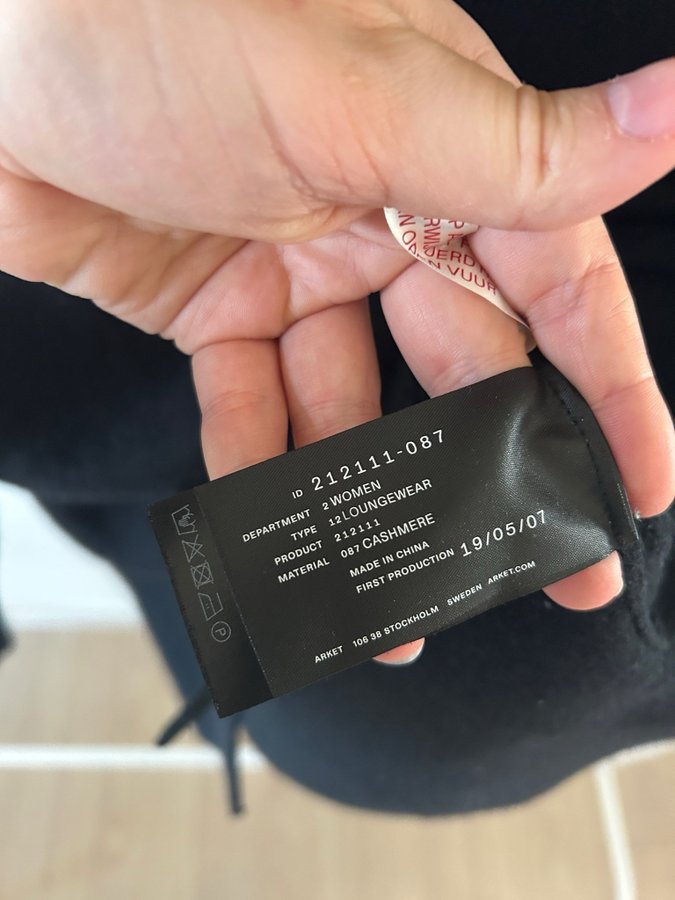 ID 212111-087
DEPARTMENT 2 WOMEN
TYPE 12 LOUNGEWEAR
PRODUCT 212111
MATERIAL 087 CASHMERE
MADE IN CHINA
FIRST PRODUCTION 19/05/07
ARKET 106 38 STOCKHOLM SWEDEN ARKET.COM
VUUR